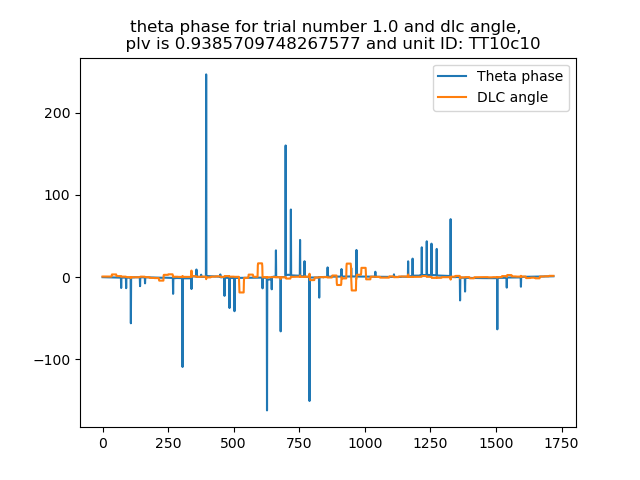 theta phase for trial number 1.0 and dlc angle,
plv is 0.9385709748267577 and unit ID: TT10c10
Theta phase
DLC angle
200
100
0
−100
0 250 500 750 1000 1250 1500 1750